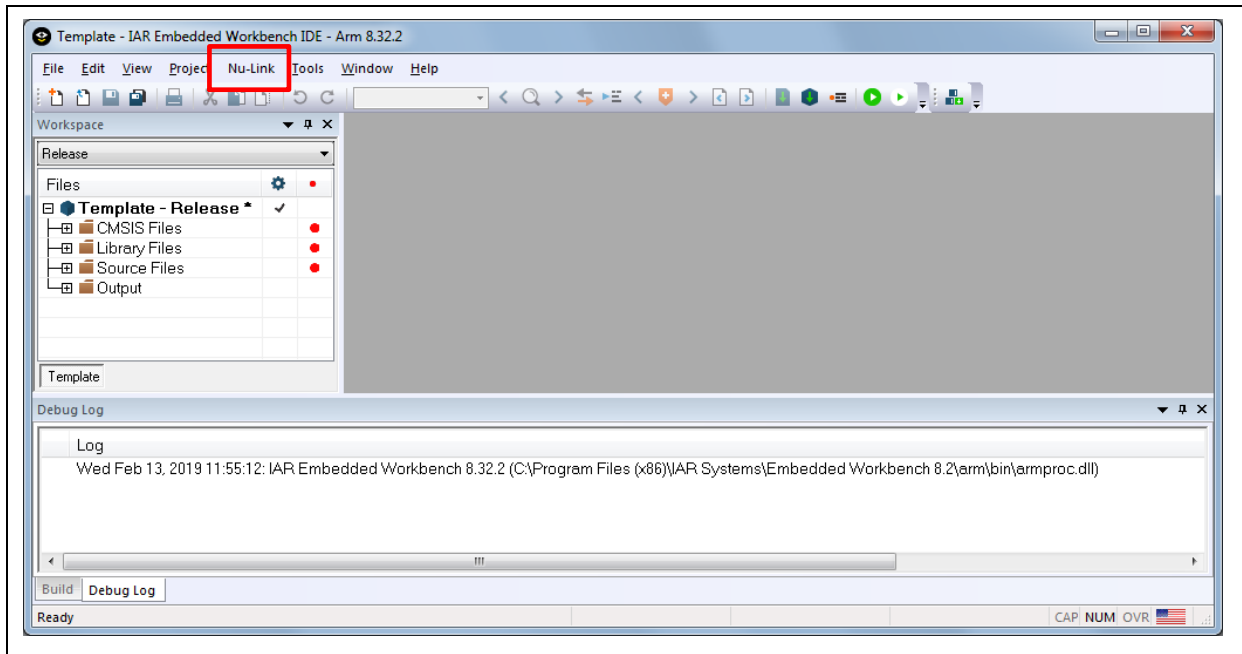 Template - IAR Embedded Workbench IDE - Arm 8.32.2
File Edit View Project Nu-Link Tools Window Help
Workspace
Release
Files
Template - Release *
CMSIS Files
Library Files
Source Files
Output
Template
Debug Log
Log
Wed Feb 13, 2019 11:55:12: IAR Embedded Workbench 8.32.2 (C:\Program Files (x86)\IAR Systems\Embedded Workbench 8.2\arm\bin\armproc.dll)
Build Debug Log
Ready CAP NUM OVR